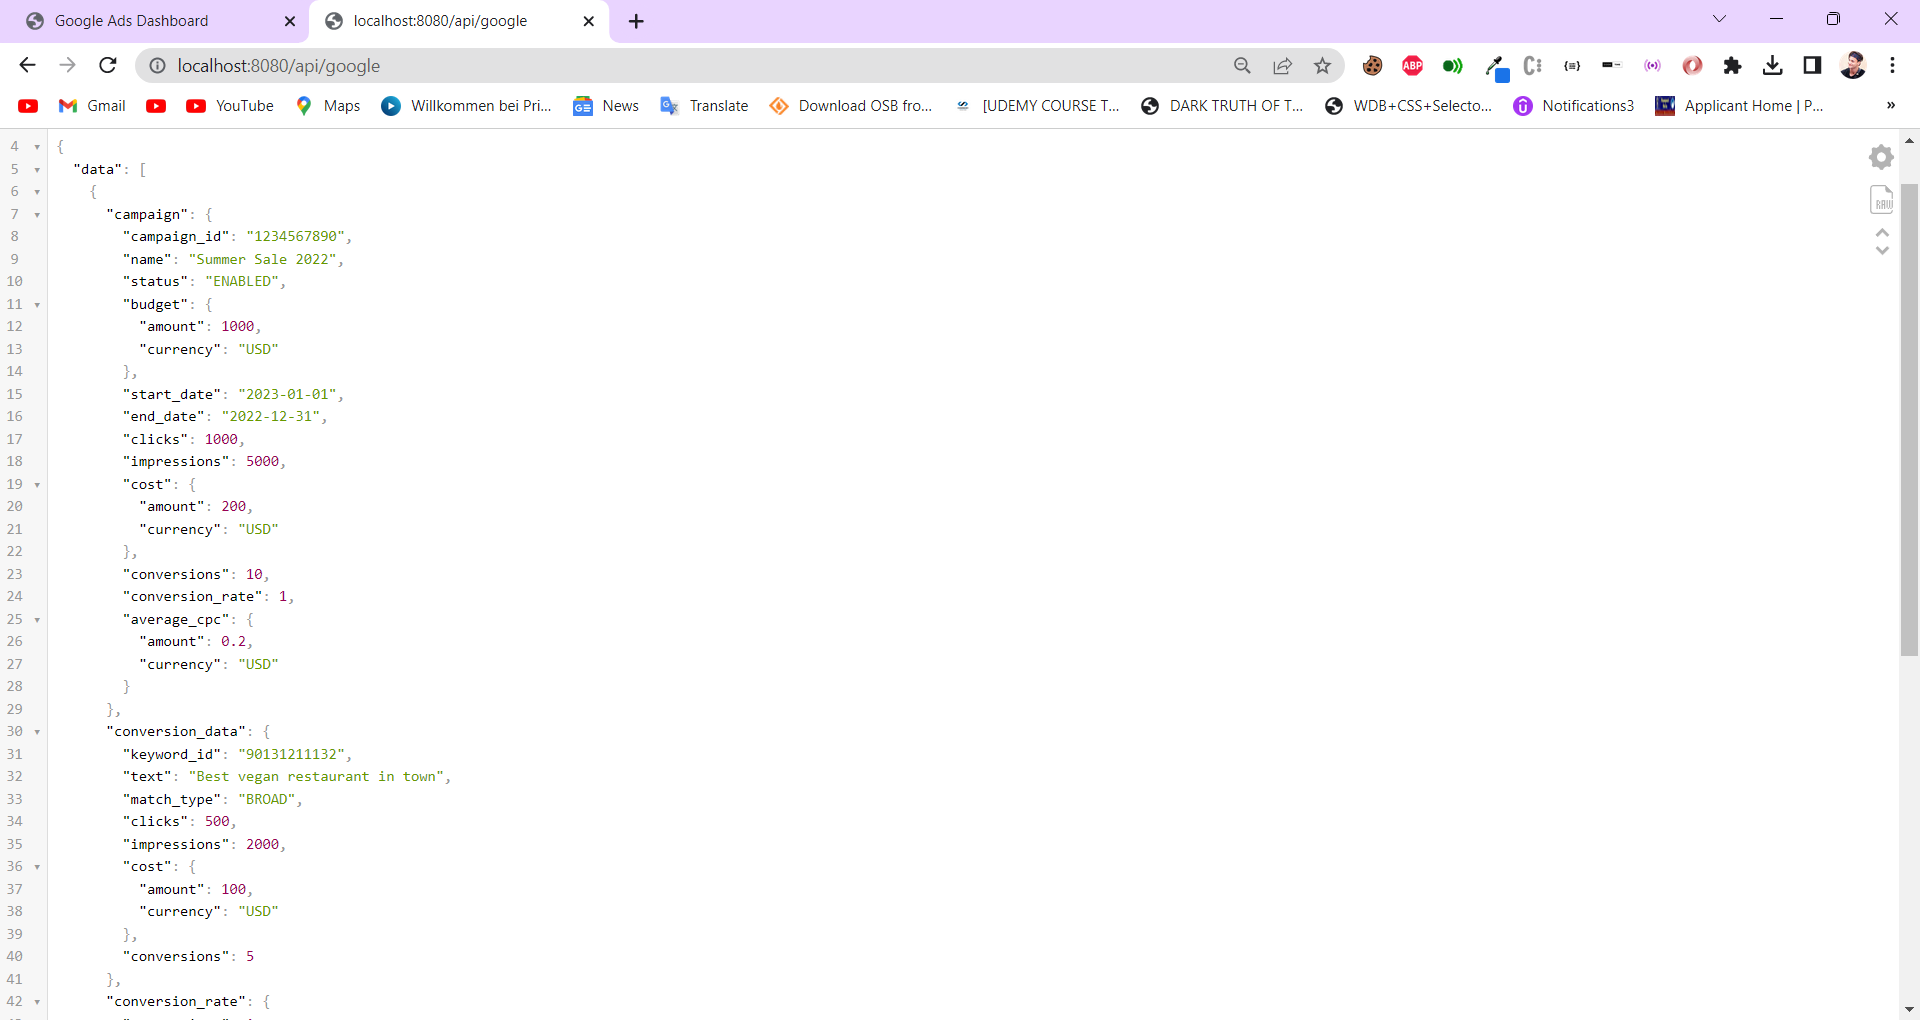 Google Ads Dashboard
localhost:8080/api/google
localhost:8080/api/google
ABP
Gmail
YouTube
Maps
Willkommen bei Pri...
News
Translate
Download OSB fro...
[UDEMY COURSE T...
DARK TRUTH OF T...
WDB+CSS+Selecto...
Notifications3
Applicant Home | P...
»
RAW
4 {
5 "data": [
6 {
7 "campaign": {
8 "campaign_id": "1234567890",
9 "name": "Summer Sale 2022",
10 "status": "ENABLED",
11 "budget": {
12 "amount": 1000,
13 "currency": "USD"
14 },
15 "start_date": "2023-01-01",
16 "end_date": "2022-12-31",
17 "clicks": 1000,
18 "impressions": 5000,
19 "cost": {
20 "amount": 200,
21 "currency": "USD"
22 },
23 "conversions": 10,
24 "conversion_rate": 1,
25 "average_cpc": {
26 "amount": 0.2,
27 "currency": "USD"
28 }
29 },
30 "conversion_data": {
31 "keyword_id": "90131211132",
32 "text": "Best vegan restaurant in town",
33 "match_type": "BROAD",
34 "clicks": 500,
35 "impressions": 2000,
36 "cost": {
37 "amount": 100,
38 "currency": "USD"
39 },
40 "conversions": 5
41 },
42 "conversion_rate": {